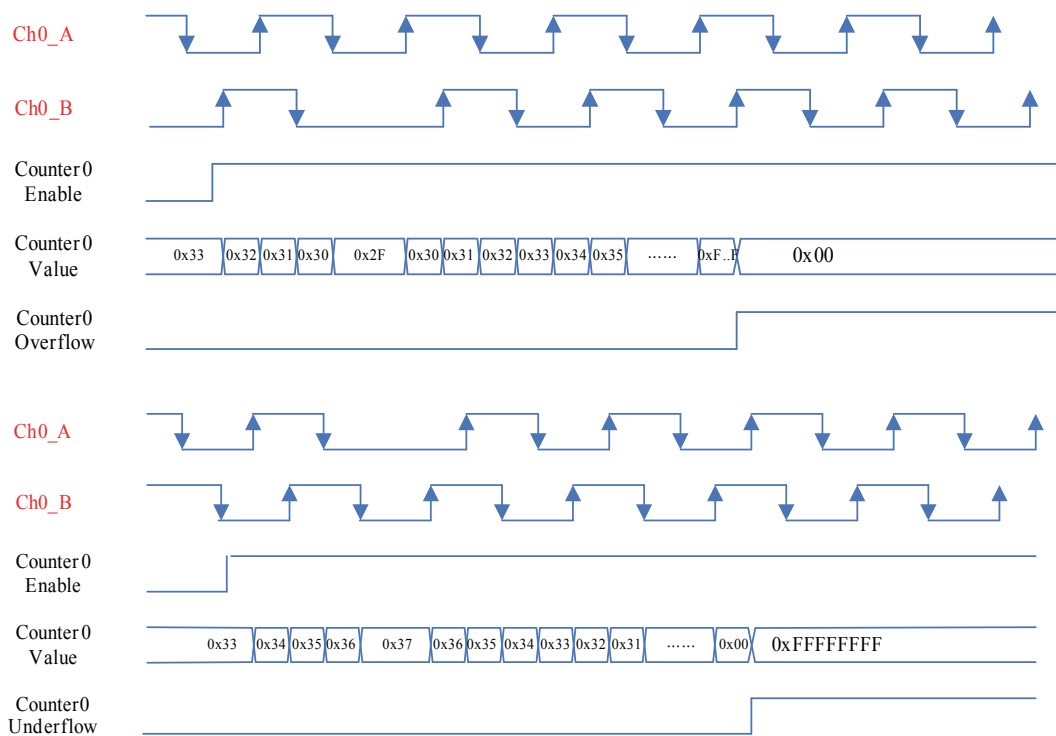 Ch0_A
Ch0_B
Counter0
Enable
Counter0
Value
0x33 0x32 0x31 0x30 0x2F 0x30 0x31 0x32 0x33 0x34 0x35 ...... 0xF..F 0x00
Counter0
Overflow
Ch0_A
Ch0_B
Counter0
Enable
Counter0
Value
0x33 0x34 0x35 0x36 0x37 0x36 0x35 0x34 0x33 0x32 0x31 ...... 0x00 0xFFFFFFFF
Counter0
Underflow